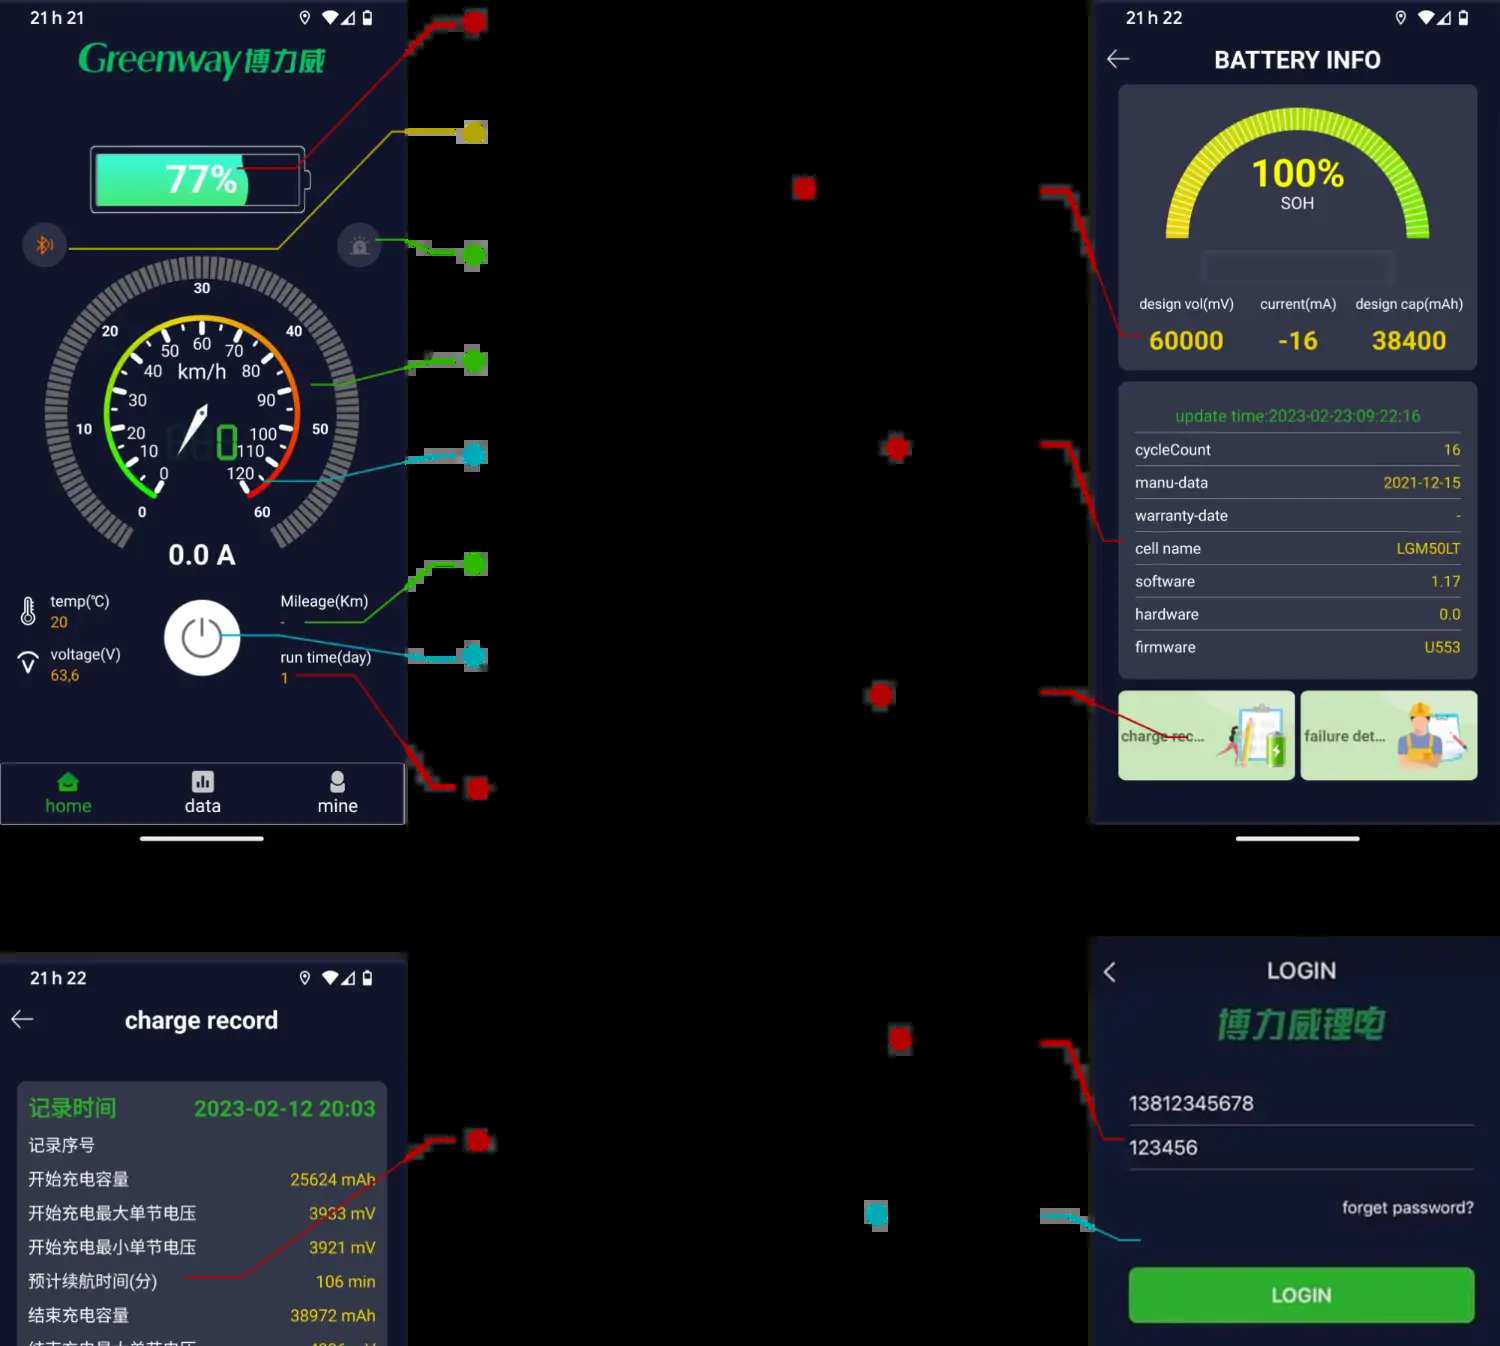 21 h 21
Greenway 博力威
77%
30
20
40
10
50
0
60
60
50
70
40
80
km/h
30
90
20
100
10
110
0
120
0
0.0 A
temp(℃)
20
voltage(V)
63,6
Mileage(Km)
-
run time(day)
1
home
data
mine
21 h 22
BATTERY INFO
100%
SOH
design vol(mV)
current(mA)
design cap(mAh)
60000
-16
38400
update time:2023-02-23:09:22:16
cycleCount 16
manu-data 2021-12-15
warranty-date -
cell name LGM50LT
software 1.17
hardware 0.0
firmware U553
charge rec...
failure det...
21 h 22
charge record
记录时间 2023-02-12 20:03
记录序号
开始充电容量 25624 mAh
开始充电最大单节电压 3933 mV
开始充电最小单节电压 3921 mV
预计续航时间(分) 106 min
结束充电容量 38972 mAh
LOGIN
博力威锂电
13812345678
123456
forget password?
LOGIN